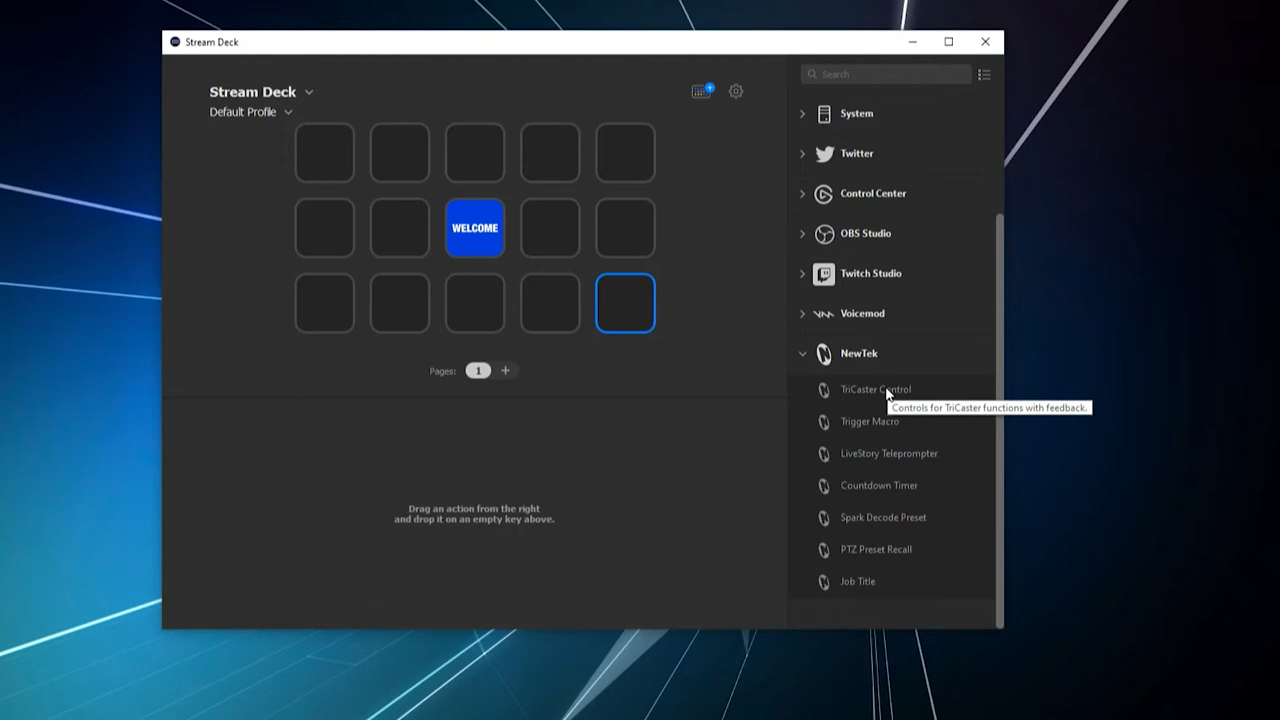 Stream Deck
Stream Deck
Default Profile
WELCOME
Pages: 1 +
Drag an action from the right
and drop it on an empty key above.
Search
System
Twitter
Control Center
OBS Studio
Twitch Studio
Voicemod
NewTek
TriCaster Control
Controls for TriCaster functions with feedback.
Trigger Macro
LiveStory Teleprompter
Countdown Timer
Spark Decode Preset
PTZ Preset Recall
Job Title